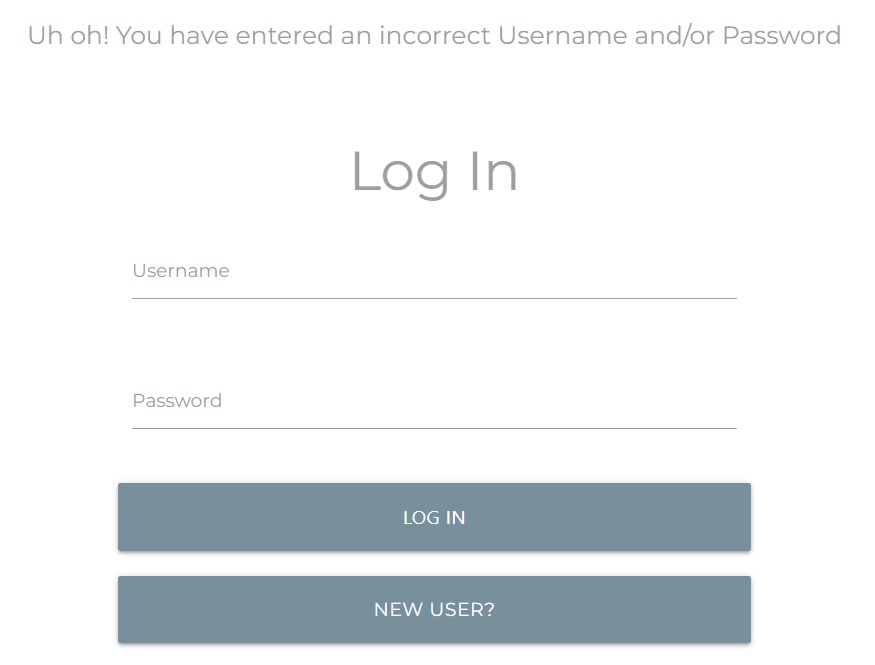 Uh oh! You have entered an incorrect Username and/or Password
Log In
Username
Password
LOG IN
NEW USER?